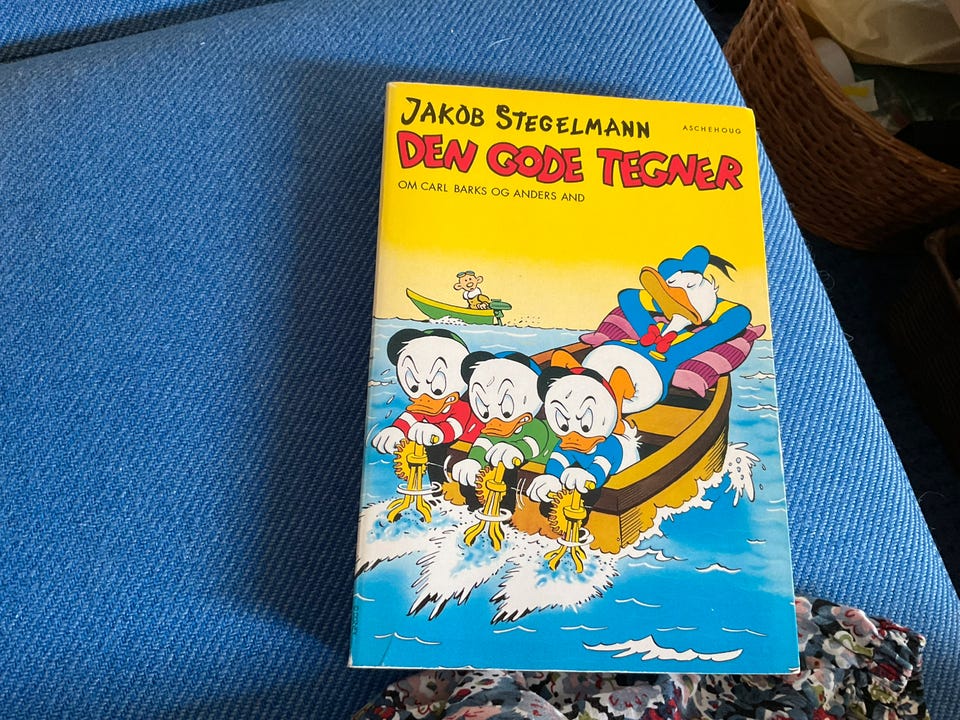 JAKOB STEGELMANN
ASCHEHOUG
DEN GODE TEGNER
OM CARL BARKS OG ANDERS AND